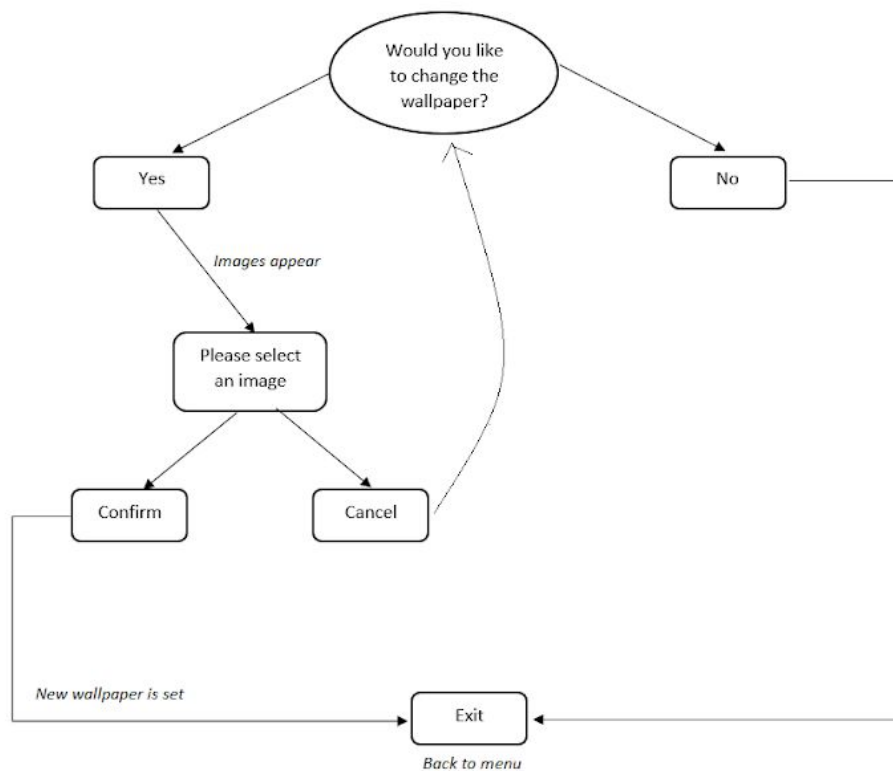 Would you like
to change the
wallpaper?
Yes
No
Images appear
Please select
an image
Confirm
Cancel
New wallpaper is set
Exit
Back to menu